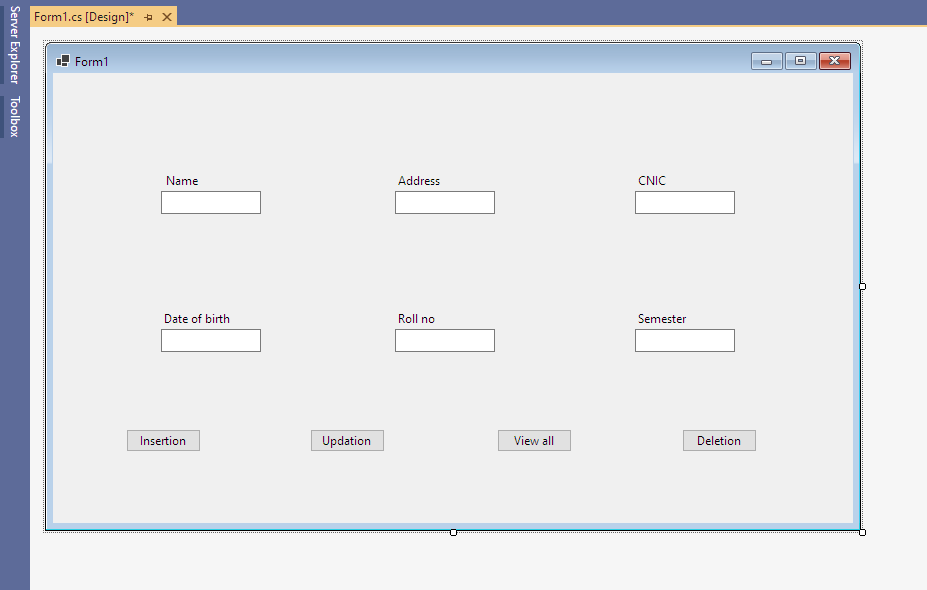 Form1.cs [Design]*
Server Explorer
Toolbox
Form1
Name Address CNIC
Date of birth Roll no Semester
Insertion Updation View all Deletion